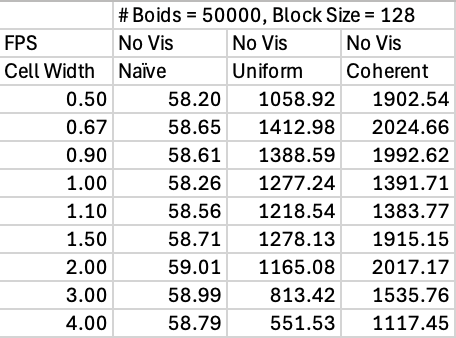 # Boids = 50000, Block Size = 128
FPS No Vis No Vis No Vis
Cell Width Naïve Uniform Coherent
0.50 58.20 1058.92 1902.54
0.67 58.65 1412.98 2024.66
0.90 58.61 1388.59 1992.62
1.00 58.26 1277.24 1391.71
1.10 58.56 1218.54 1383.77
1.50 58.71 1278.13 1915.15
2.00 59.01 1165.08 2017.17
3.00 58.99 813.42 1535.76
4.00 58.79 551.53 1117.45